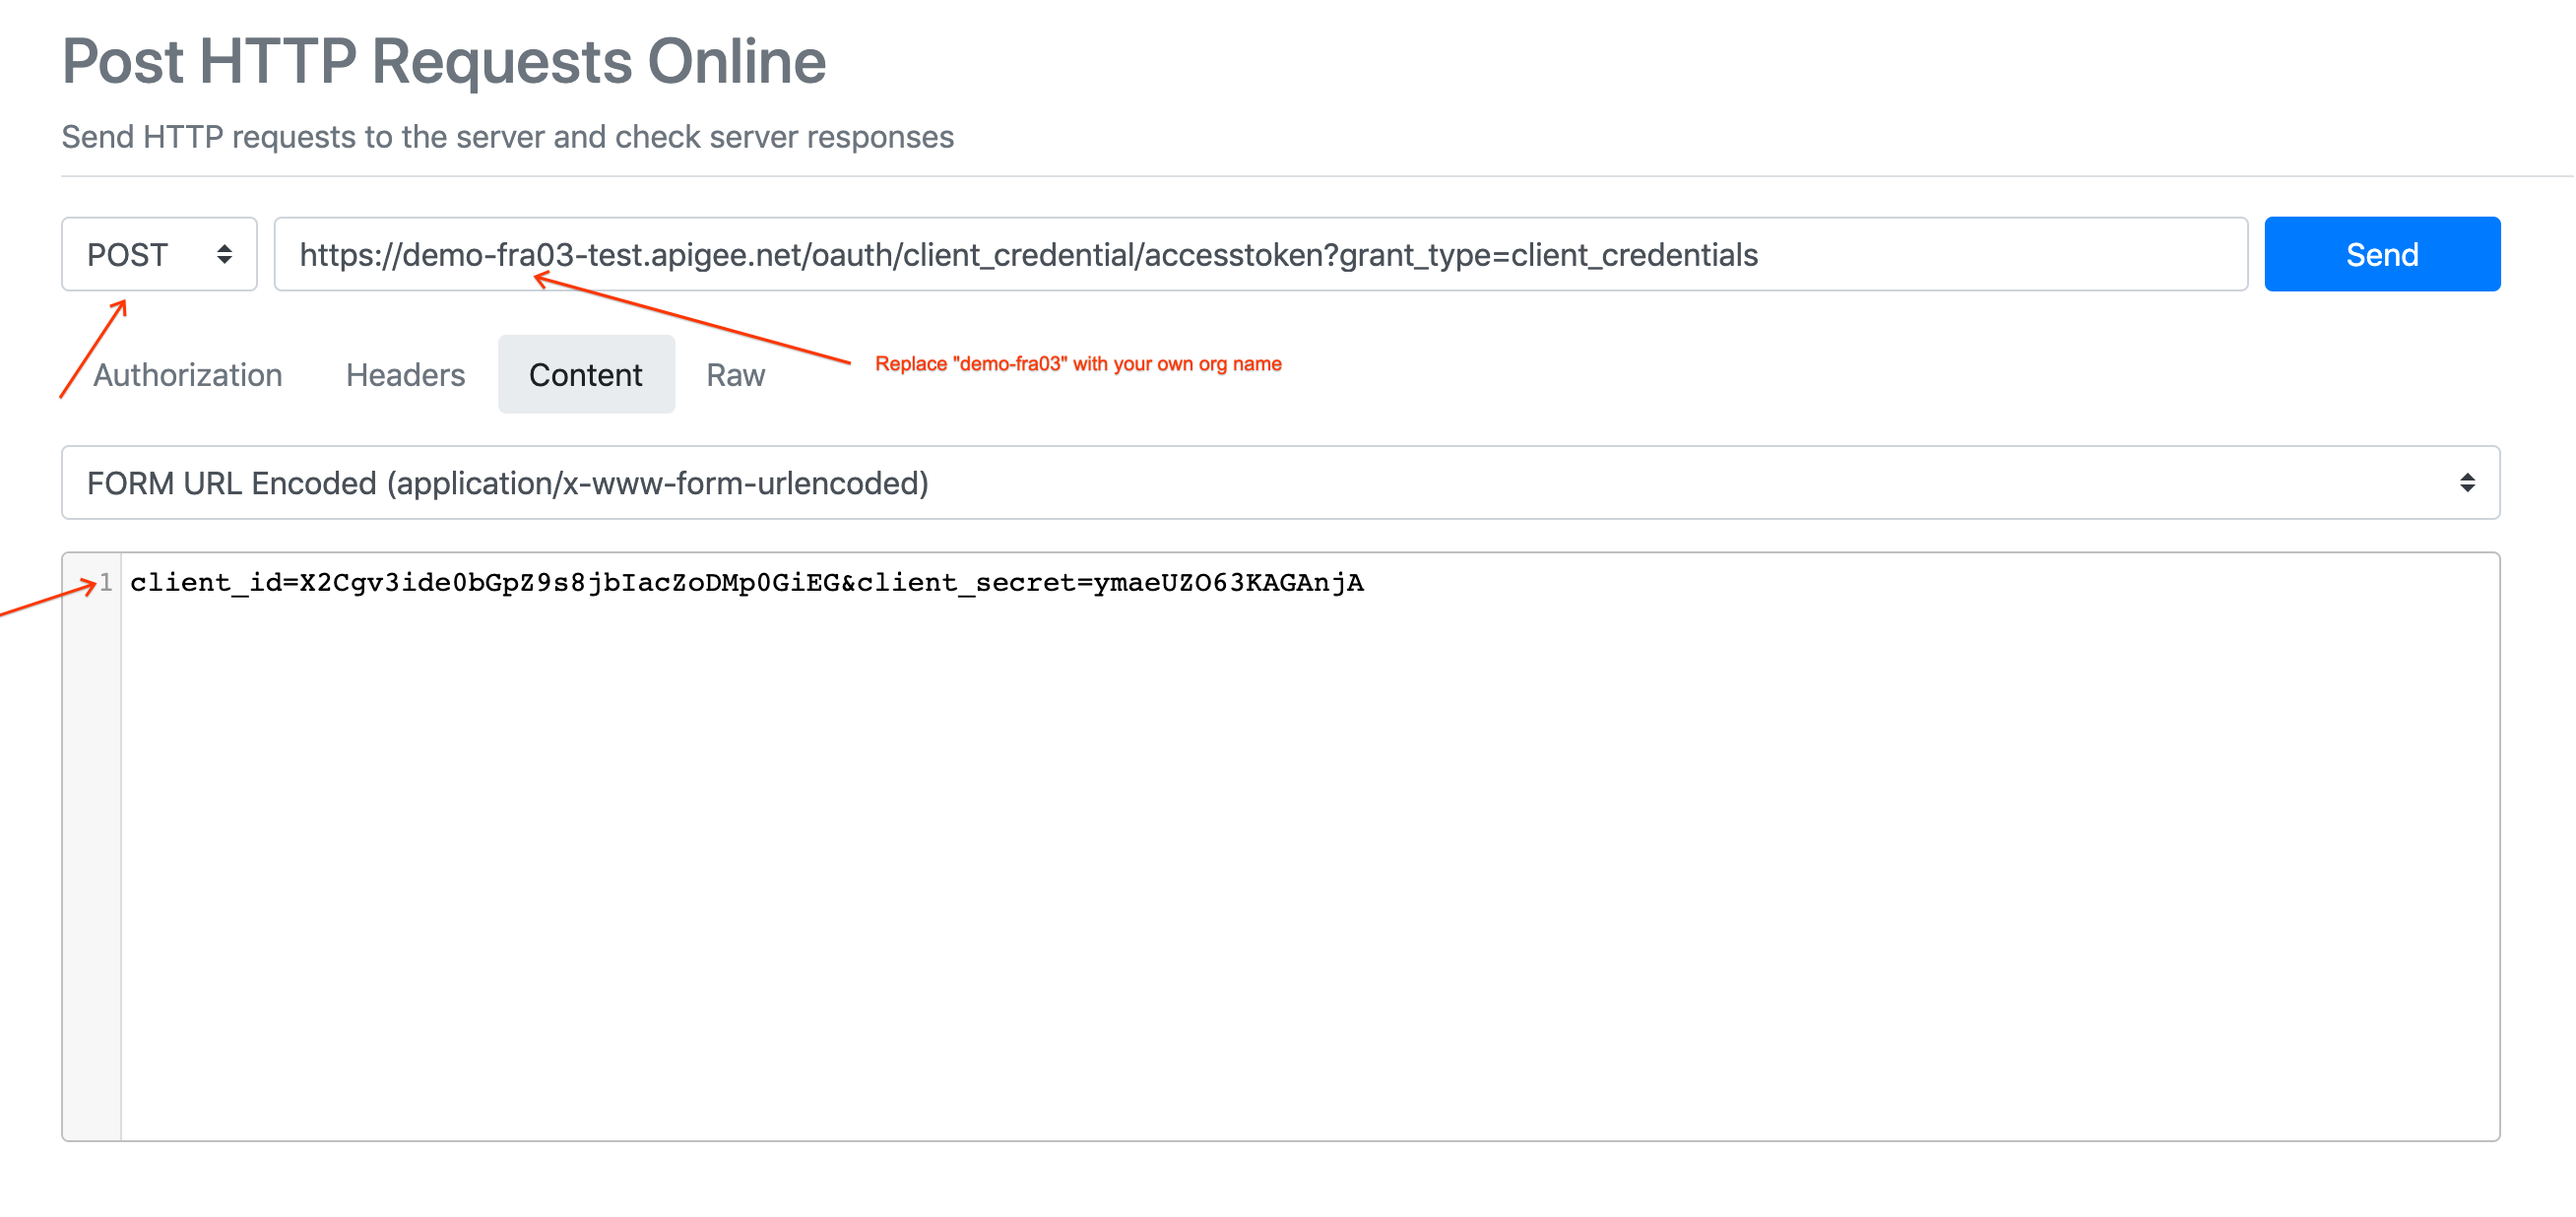 Post HTTP Requests Online
Send HTTP requests to the server and check server responses
POST
https://demo-fra03-test.apigee.net/oauth/client_credential/accesstoken?grant_type=client_credentials
Send
Replace "demo-fra03" with your own org name
Authorization
Headers
Content
Raw
FORM URL Encoded (application/x-www-form-urlencoded)
1 client_id=X2Cgv3ide0bGpZ9s8jbIacZoDMp0GiEG&client_secret=ymaeUZO63KAGAnjA